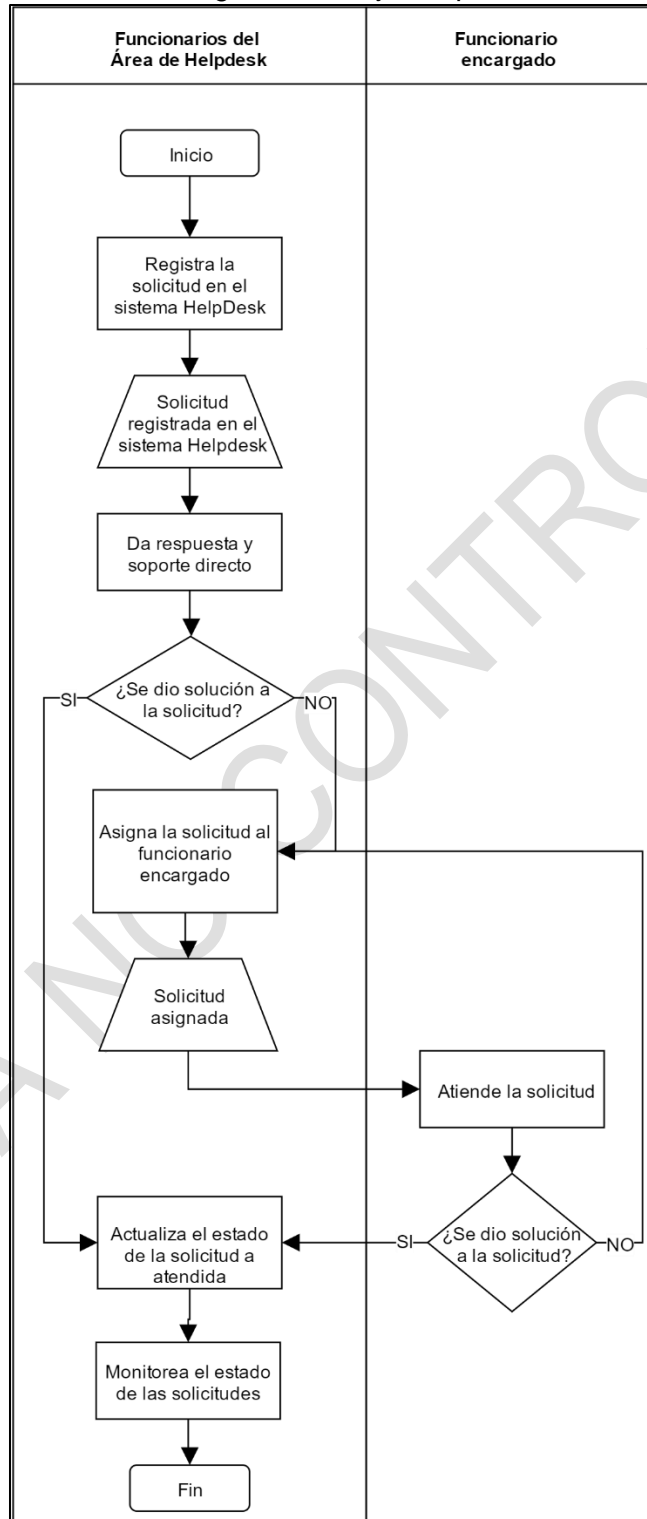 Funcionarios del
Área de Helpdesk
Funcionario
encargado
Inicio
Registra la
solicitud en el
sistema HelpDesk
Solicitud
registrada en el
sistema Helpdesk
Da respuesta y
soporte directo
¿Se dio solución a
la solicitud?
SI
NO
Asigna la solicitud al
funcionario
encargado
Solicitud
asignada
Atiende la solicitud
¿Se dio solución
a la solicitud?
SI
NO
Actualiza el estado
de la solicitud a
atendida
Monitorea el estado
de las solicitudes
Fin